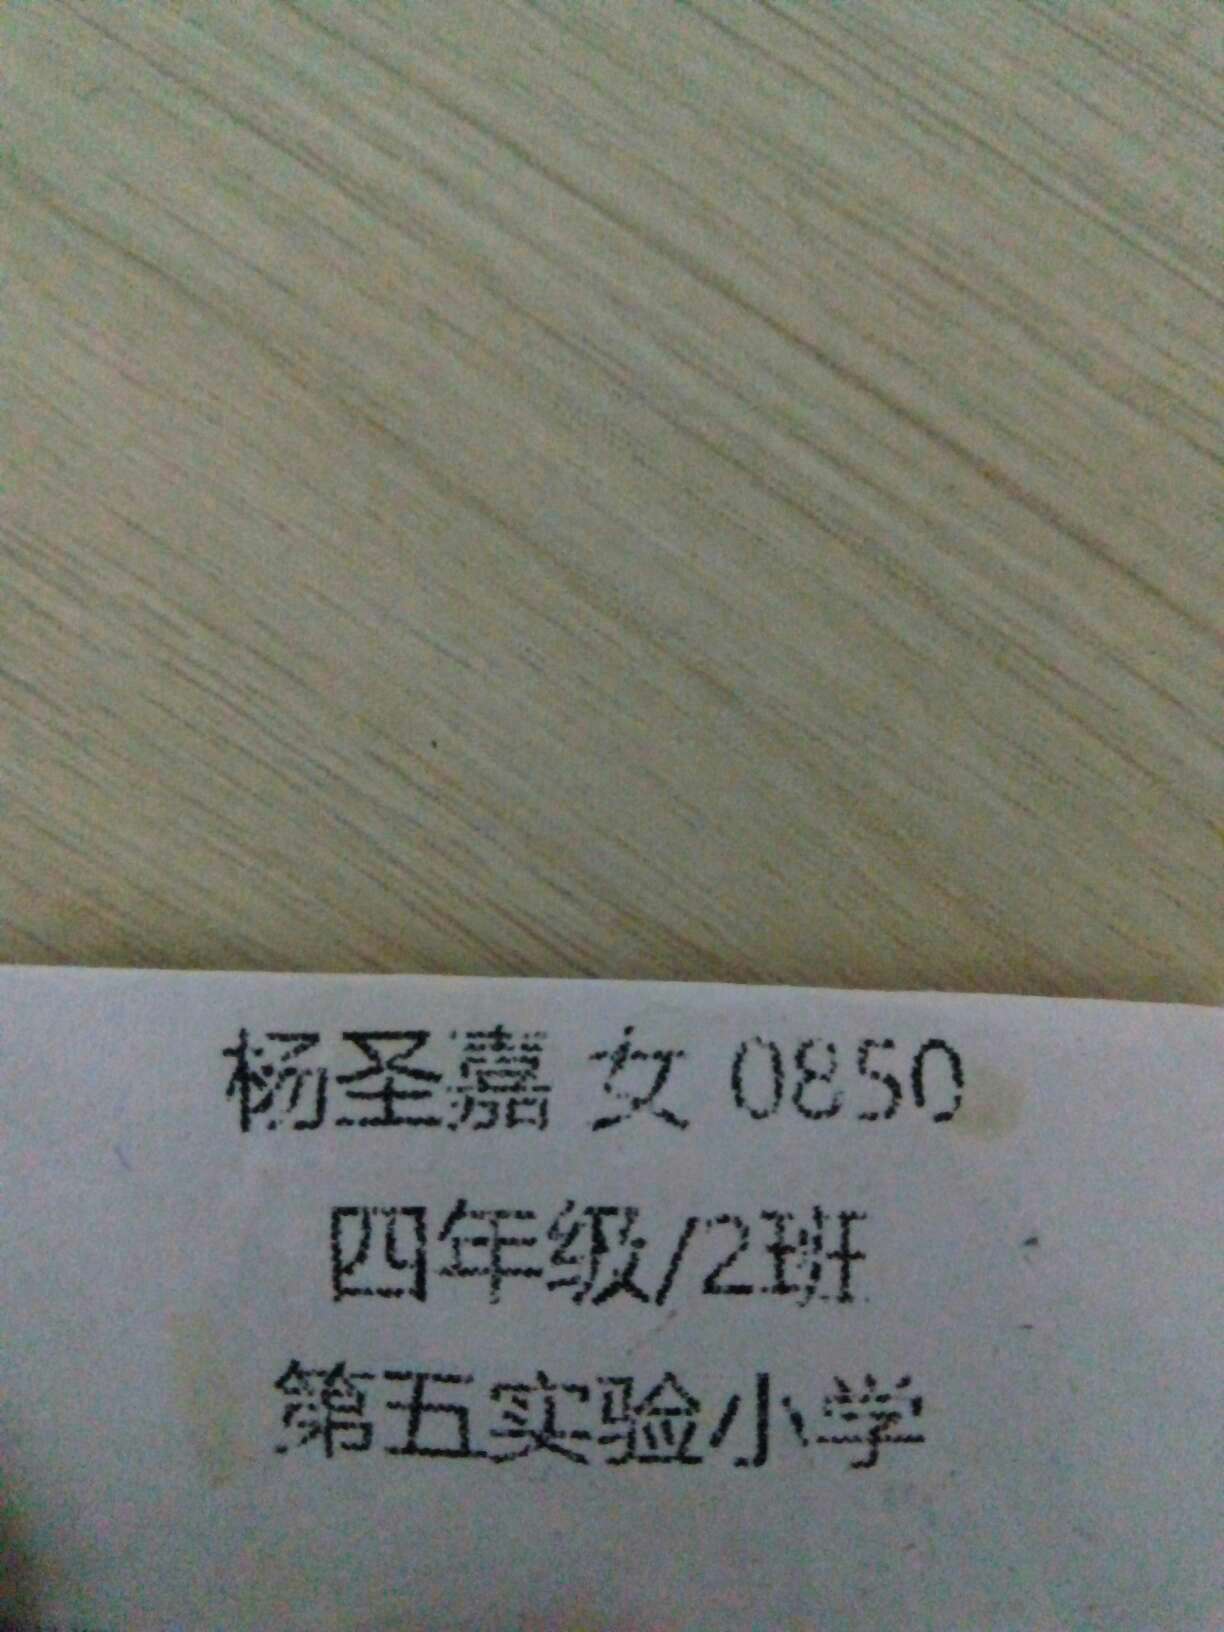 杨圣嘉 女 0850
四年级/2班
第五实验小学